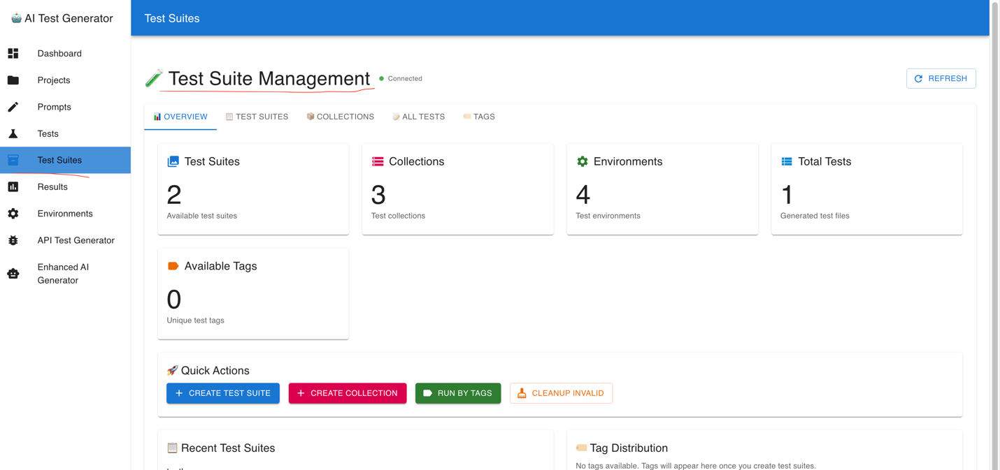 AI Test Generator
Test Suites
Dashboard
Projects
Prompts
Tests
Test Suites
Results
Environments
API Test Generator
Enhanced AI
Generator
Test Suite Management
Connected
REFRESH
OVERVIEW
TEST SUITES
COLLECTIONS
ALL TESTS
TAGS
Test Suites
2
Available test suites
Collections
3
Test collections
Environments
4
Test environments
Total Tests
1
Generated test files
Available Tags
0
Unique test tags
Quick Actions
CREATE TEST SUITE
CREATE COLLECTION
RUN BY TAGS
CLEANUP INVALID
Recent Test Suites
Tag Distribution
No tags available. Tags will appear here once you create test suites.